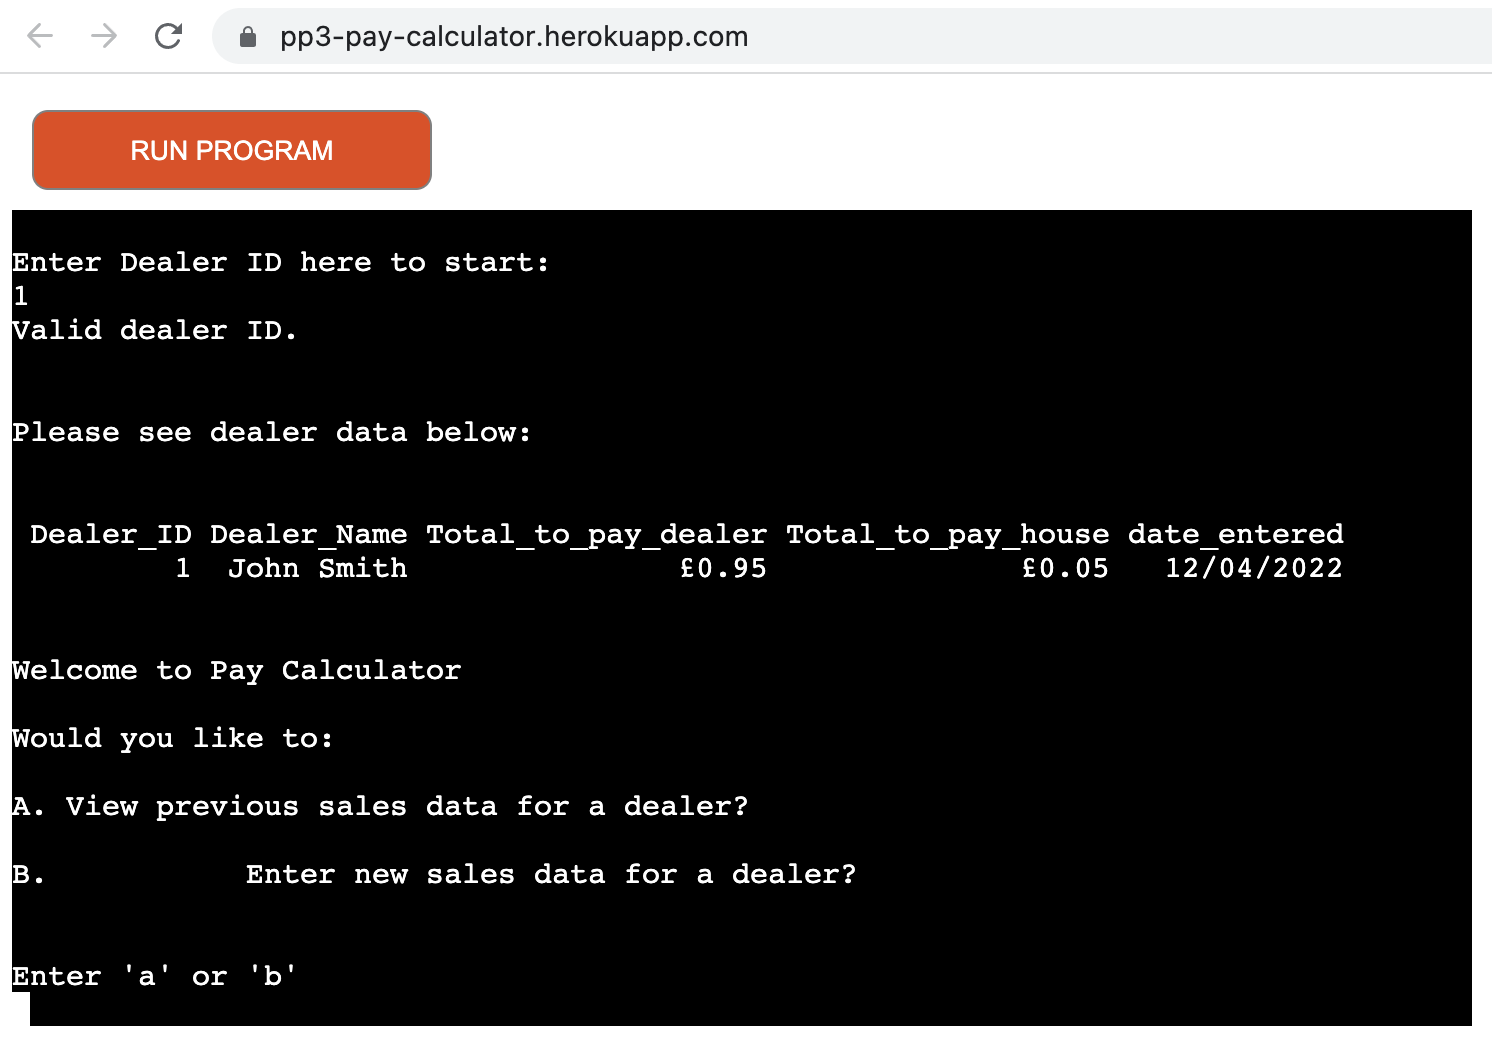 pp3-pay-calculator.herokuapp.com
RUN PROGRAM
Enter Dealer ID here to start:
1
Valid dealer ID.
Please see dealer data below:
Dealer_ID Dealer_Name Total_to_pay_dealer Total_to_pay_house date_entered
1 John Smith £0.95 £0.05 12/04/2022
Welcome to Pay Calculator
Would you like to:
A. View previous sales data for a dealer?
B. Enter new sales data for a dealer?
Enter 'a' or 'b'